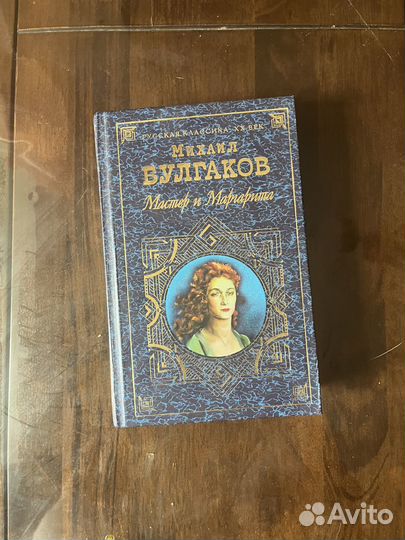 РУССКАЯ КЛАССИКА · XX ВЕК
Михаил
БУЛГАКОВ
Мастер и Маргарита
Avito